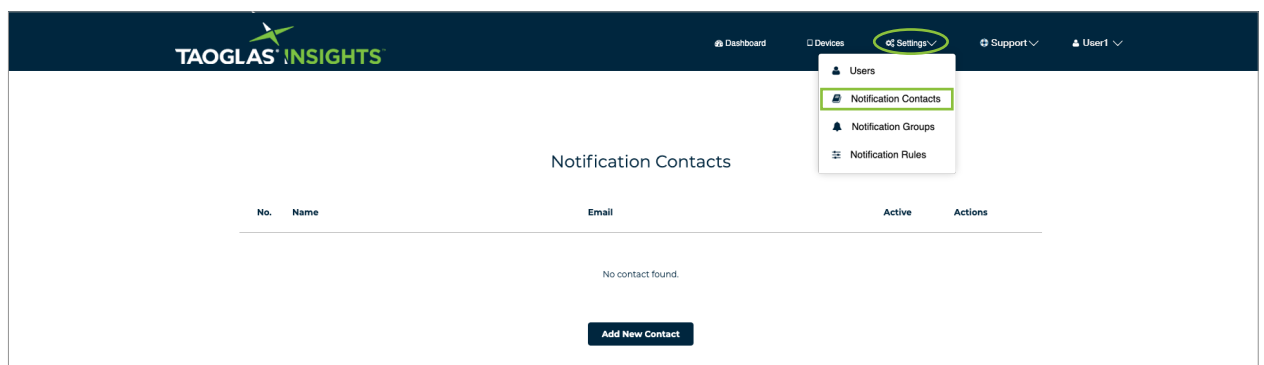 TAOGLAS® INSIGHTS™
Dashboard Devices Settings Support User1
Users
Notification Contacts
Notification Groups
Notification Rules
Notification Contacts
No. Name Email Active Actions
No contact found.
Add New Contact